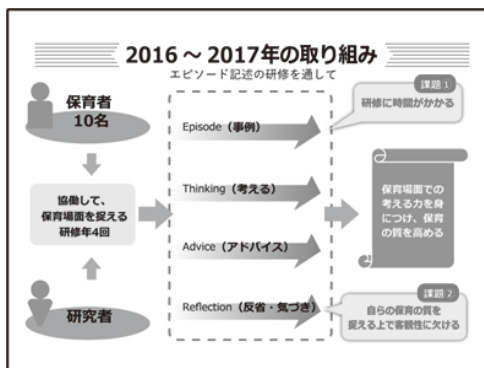 2016～2017年の取り組み
エピソード記述の研修を通して
保育者
10名
協働して、
保育場面を捉える
研修年4回
研究者
Episode（事例）
Thinking（考える）
Advice（アドバイス）
Reflection（反省・気づき）
課題1
研修に時間がかかる
保育場面での
考える力を身
につけ、保育
の質を高める
課題2
自らの保育の質を
捉える上で客観性に欠ける